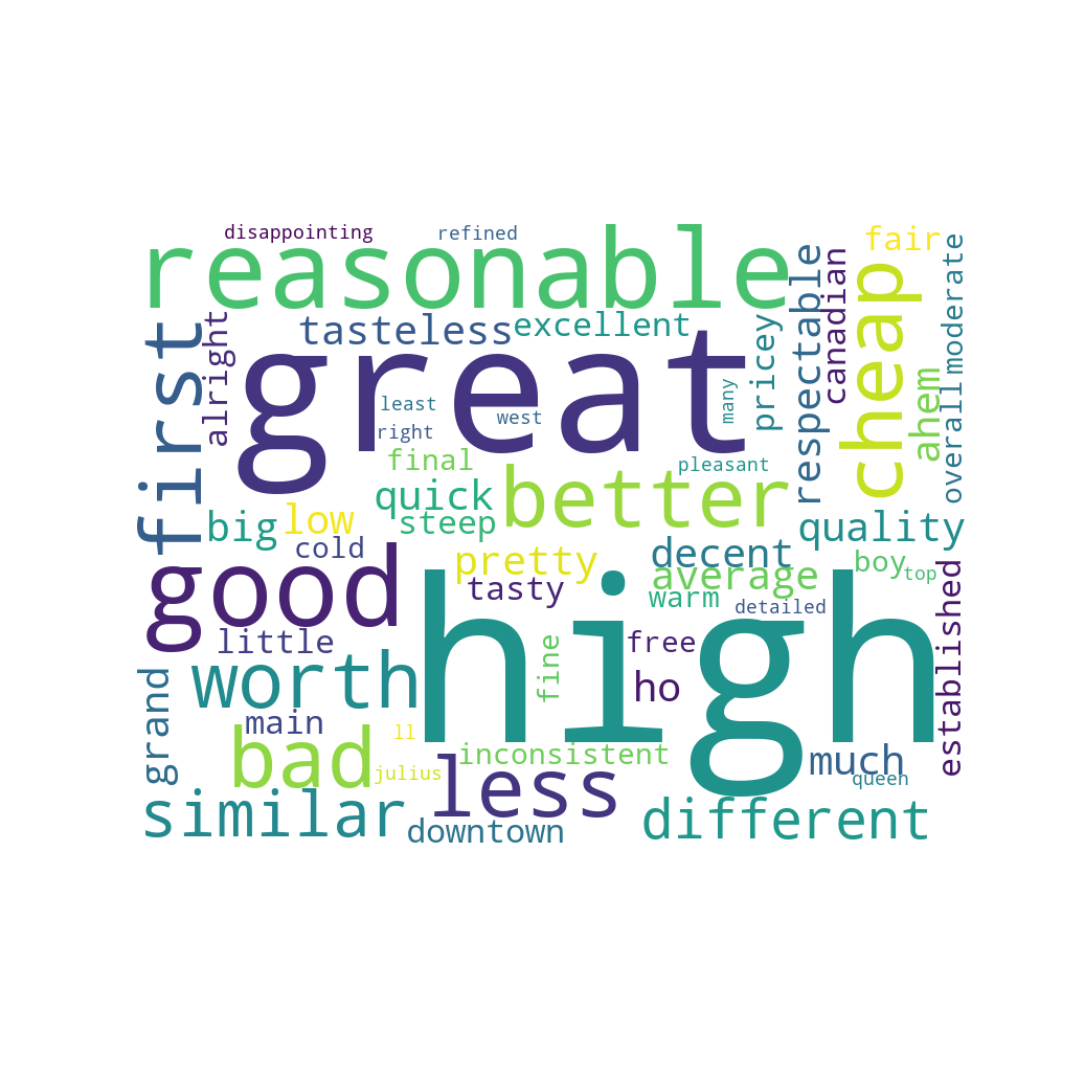 disappointing
refined
fair
reasonable
moderate
respectable
canadian
cheap
first
alright
tasteless
excellent
pricey
great
least
many
west
right
ahem
overall
final
pleasant
better
quick
steep
low
big
quality
cold
pretty
decent
good
tasty
average
boy
top
warm
detailed
established
high
little
fine
free
worth
ho
grand
main
bad
ll
inconsistent
much
julius
less
queen
similar
different
downtown